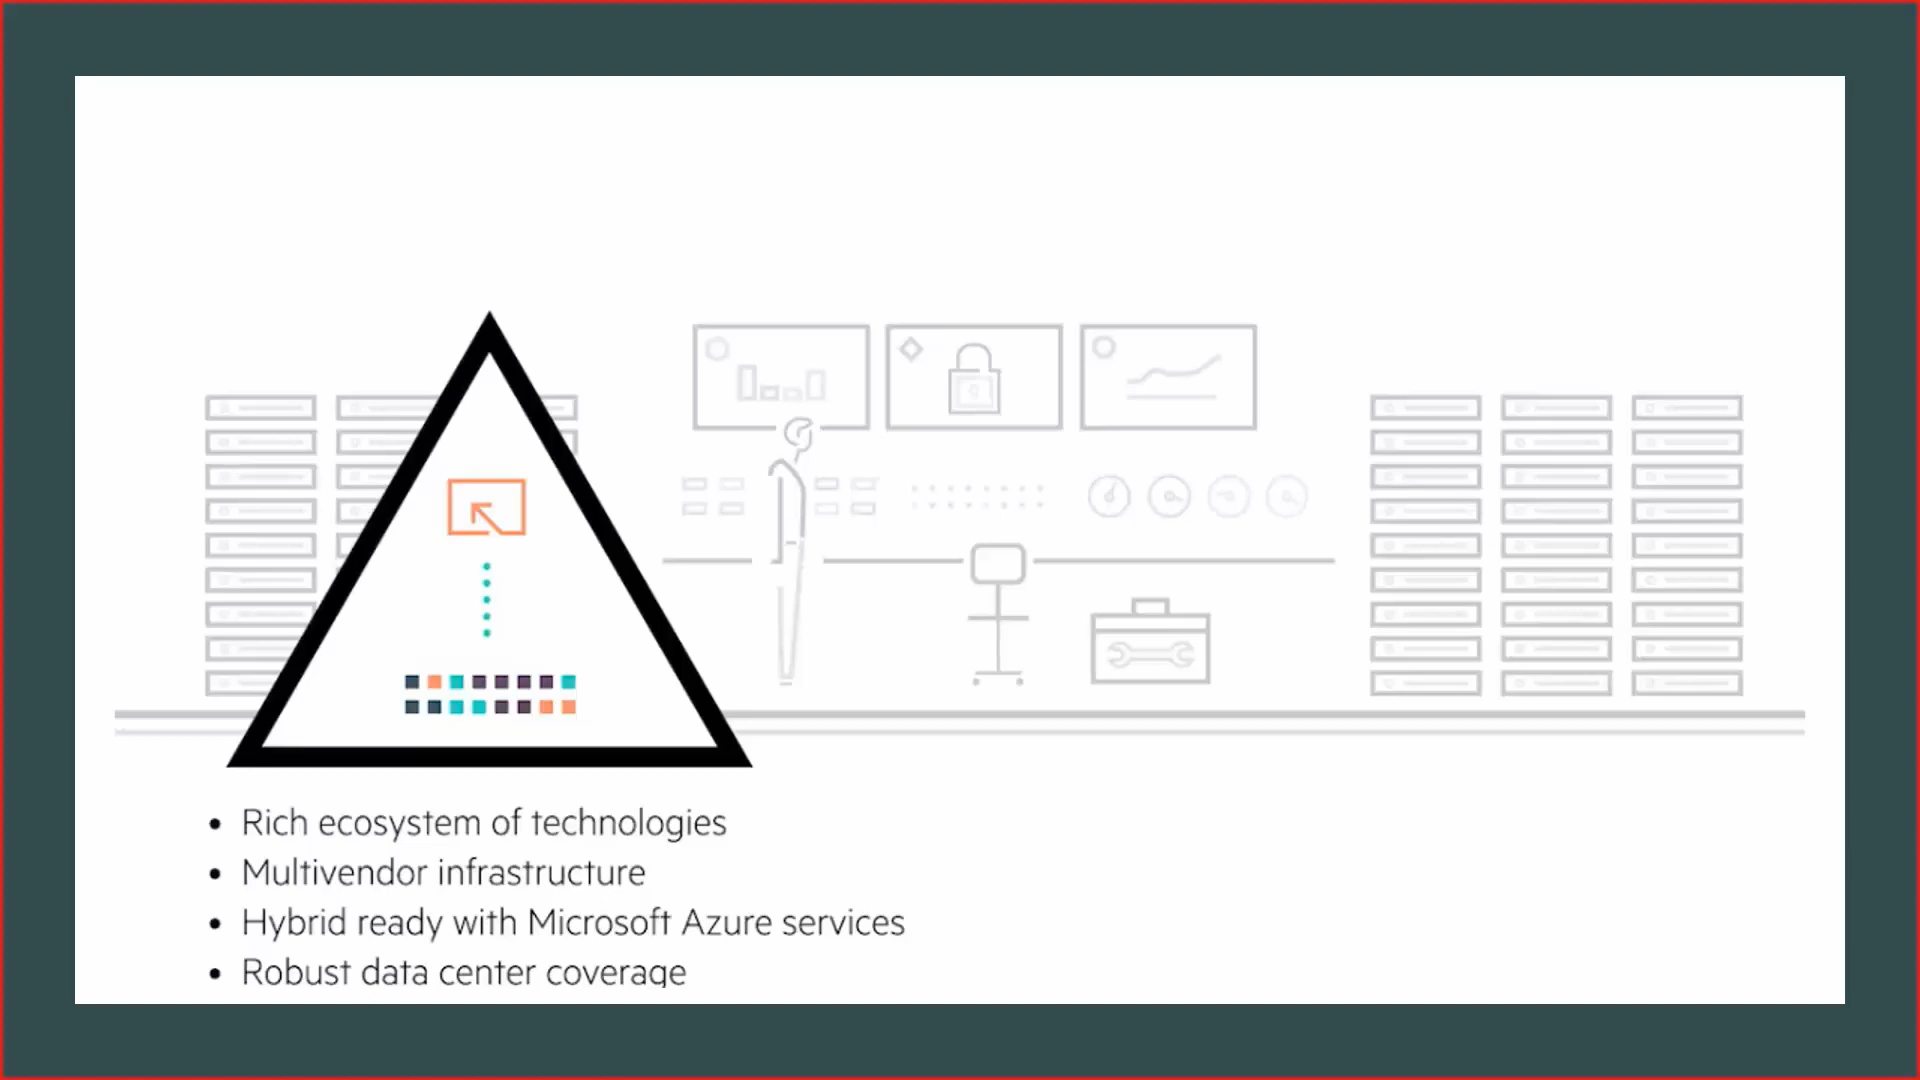 • Rich ecosystem of technologies
• Multivendor infrastructure
• Hybrid ready with Microsoft Azure services
• Robust data center coverage